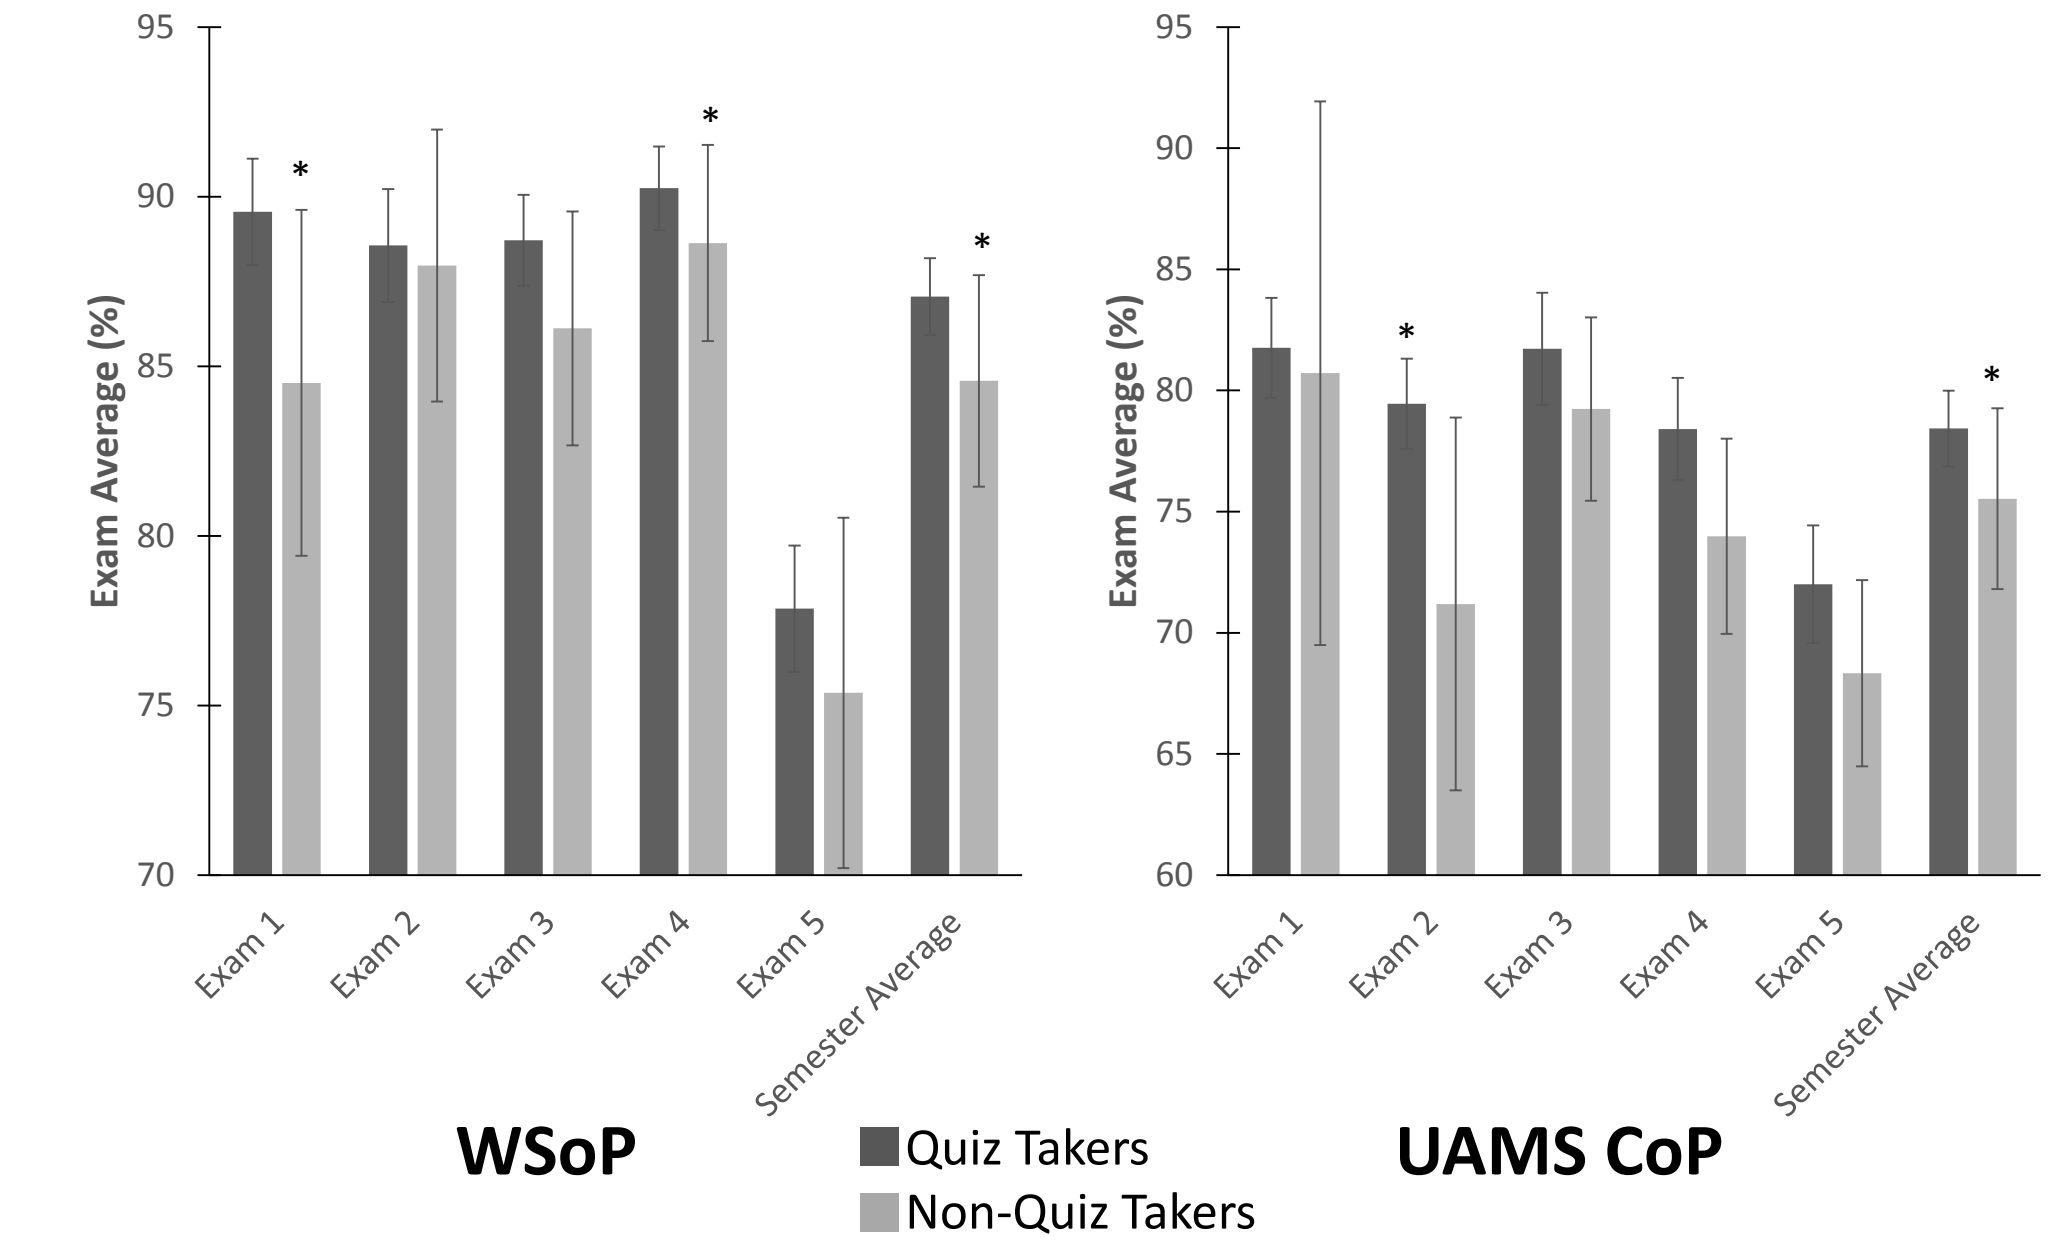 95
90
85
80
75
70
Exam Average (%)
*
*
*
Exam 1
Exam 2
Exam 3
Exam 4
Exam 5
Semester Average
WSoP
95
90
85
80
75
70
65
60
Exam Average (%)
*
*
Exam 1
Exam 2
Exam 3
Exam 4
Exam 5
Semester Average
UAMS CoP
Quiz Takers
Non-Quiz Takers